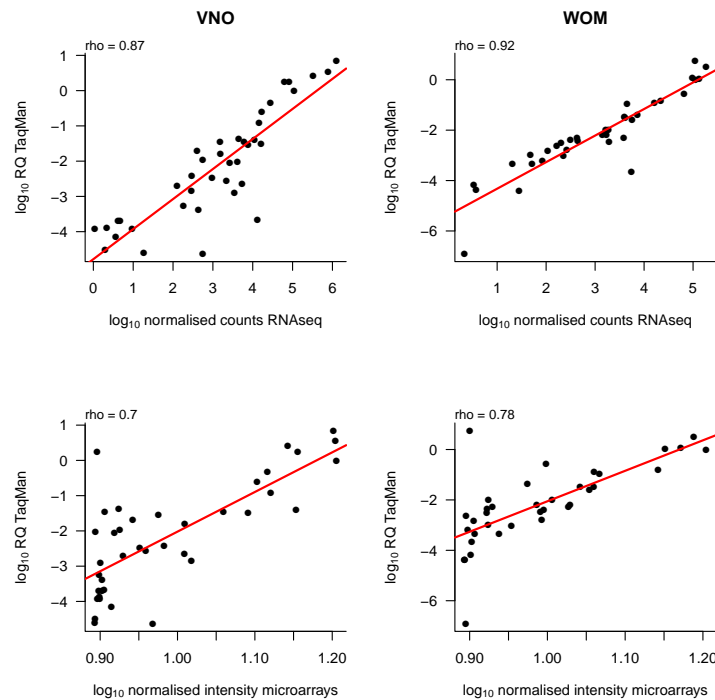 VNO
WOM
rho = 0.87
rho = 0.92
log₁₀ RQ TaqMan
1
0
−1
−2
−3
−4
0 1 2 3 4 5 6
log₁₀ normalised counts RNAseq
log₁₀ RQ TaqMan
0
−2
−4
−6
0 1 2 3 4 5
log₁₀ normalised counts RNAseq
rho = 0.7
rho = 0.78
log₁₀ RQ TaqMan
1
0
−1
−2
−3
−4
0.90 1.00 1.10 1.20
log₁₀ normalised intensity microarrays
log₁₀ RQ TaqMan
0
−2
−4
−6
0.90 1.00 1.10 1.20
log₁₀ normalised intensity microarrays